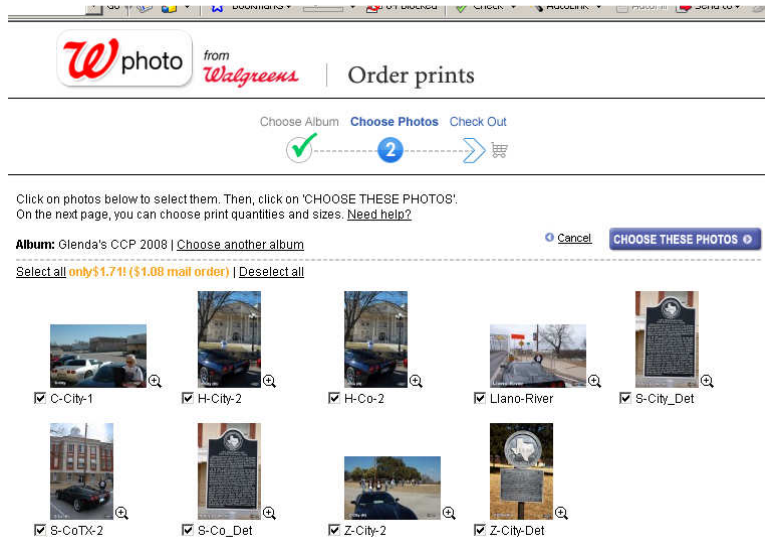 Go
Bookmarks
Blocked
Check
AutoLink
Send to
W photo
from
Walgreens
Order prints
Choose Album Choose Photos Check Out
2
Click on photos below to select them. Then, click on 'CHOOSE THESE PHOTOS'.
On the next page, you can choose print quantities and sizes. Need help?
Album: Glenda's CCP 2008 | Choose another album
Cancel
CHOOSE THESE PHOTOS
Select all only$1.71! ($1.08 mail order) | Deselect all
C-City-1
H-City-2
H-Co-2
Llano-River
S-City_Det
S-CoTX-2
S-Co_Det
Z-City-2
Z-City-Det